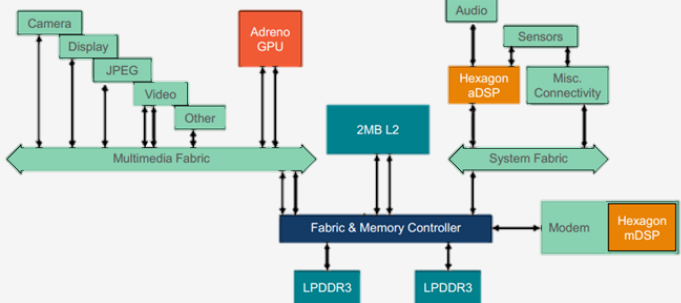 Camera
Display
JPEG
Video
Other
Adreno
GPU
Audio
Sensors
Hexagon
aDSP
Misc.
Connectivity
2MB L2
Multimedia Fabric
System Fabric
Fabric & Memory Controller
Modem
Hexagon
mDSP
LPDDR3
LPDDR3